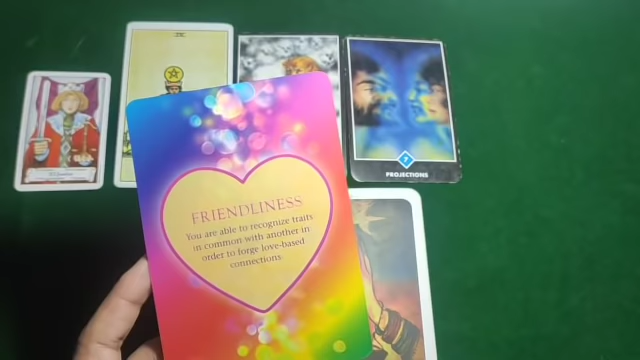 FRIENDLINESS
You are able to recognize traits
in common with another in
order to forge love-based
connections
7
PROJECTIONS